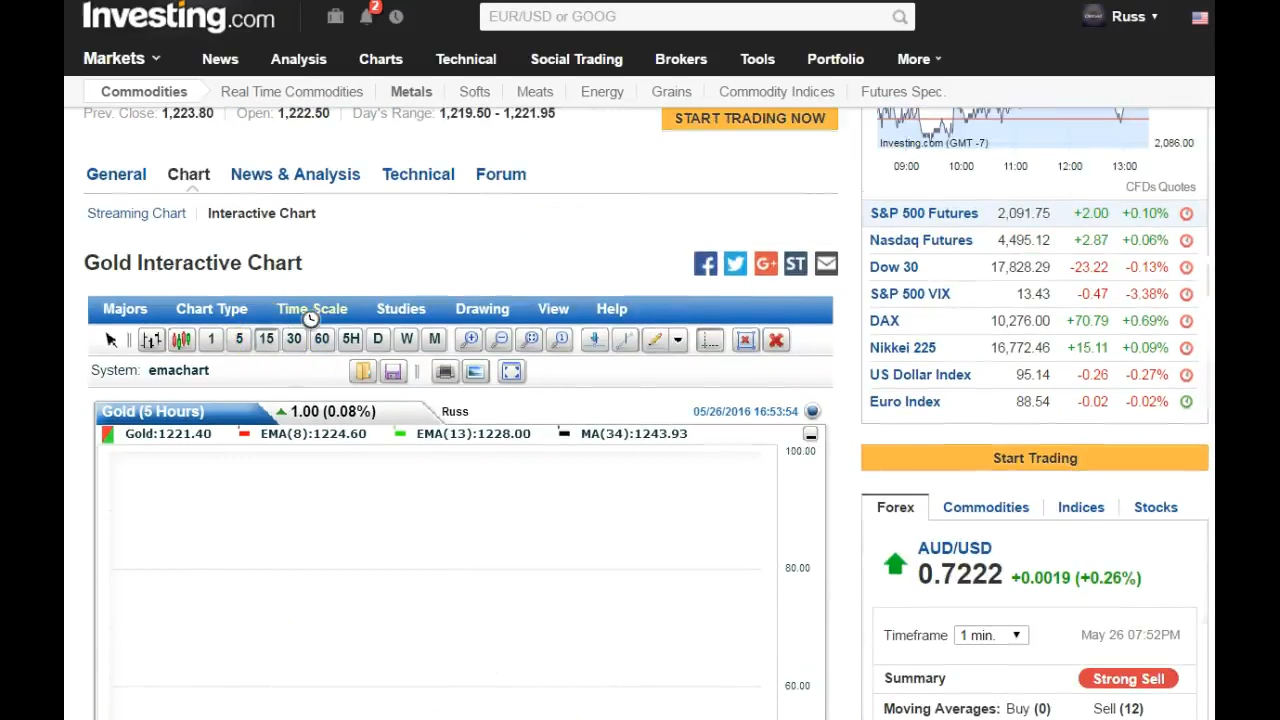 Investing.com
2
EUR/USD or GOOG
Russ
Markets News Analysis Charts Technical Social Trading Brokers Tools Portfolio More
Commodities Real Time Commodities Metals Softs Meats Energy Grains Commodity Indices Futures Spec.
Prev. Close: 1,223.80 Open: 1,222.50 Day's Range: 1,219.50 - 1,221.95
START TRADING NOW
General Chart News & Analysis Technical Forum
Streaming Chart Interactive Chart
Gold Interactive Chart
ST
Majors Chart Type Time Scale Studies Drawing View Help
1 5 15 30 60 5H D W M
System: emachart
Gold (5 Hours) 1.00 (0.08%) Russ 05/26/2016 16:53:54
Gold:1221.40 EMA(8):1224.60 EMA(13):1228.00 MA(34):1243.93
100.00
80.00
60.00
Investing.com (GMT -7) 2,086.00
09:00 10:00 11:00 12:00 13:00
CFDs Quotes
S&P 500 Futures 2,091.75 +2.00 +0.10%
Nasdaq Futures 4,495.12 +2.87 +0.06%
Dow 30 17,828.29 -23.22 -0.13%
S&P 500 VIX 13.43 -0.47 -3.38%
DAX 10,276.00 +70.79 +0.69%
Nikkei 225 16,772.46 +15.11 +0.09%
US Dollar Index 95.14 -0.26 -0.27%
Euro Index 88.54 -0.02 -0.02%
Start Trading
Forex Commodities Indices Stocks
AUD/USD
0.7222 +0.0019 (+0.26%)
Timeframe 1 min. May 26 07:52PM
Summary Strong Sell
Moving Averages: Buy (0) Sell (12)